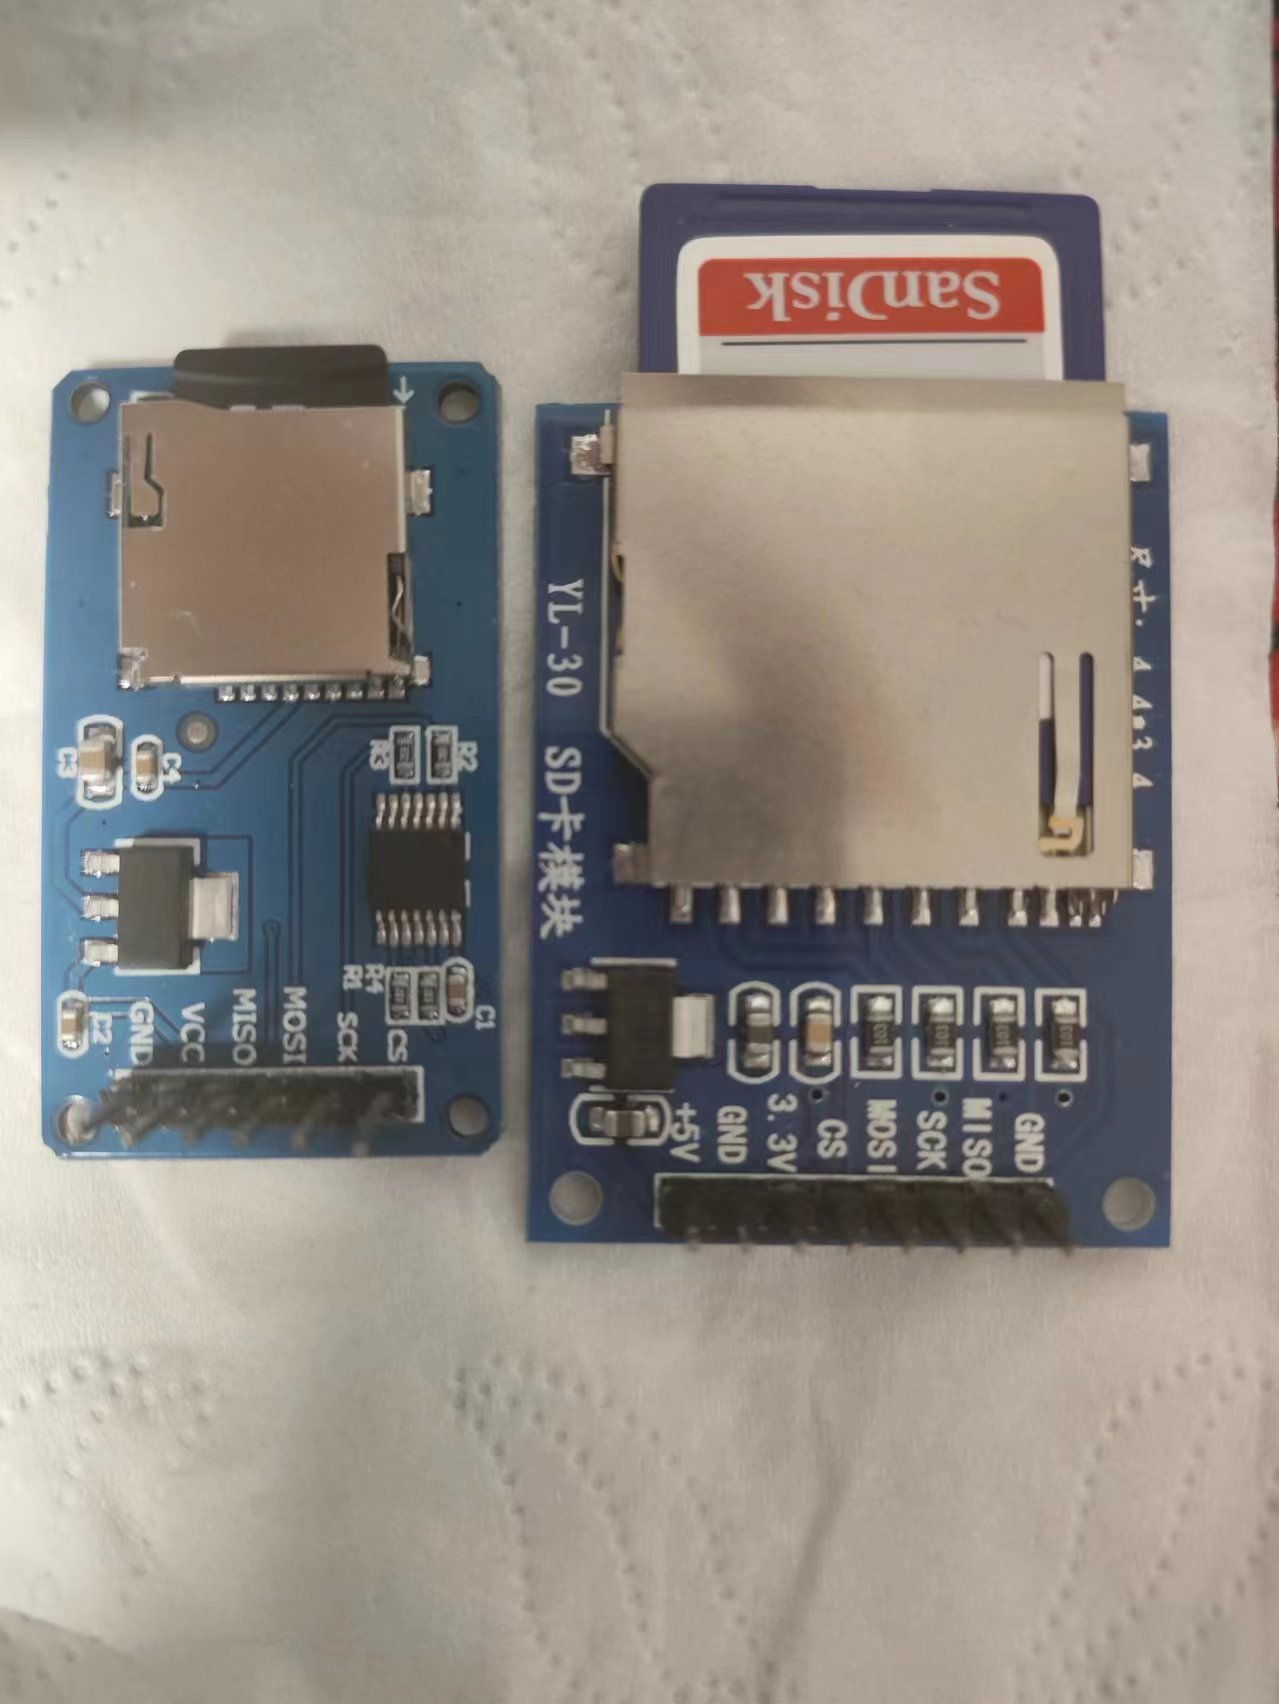 SanDisk
YL-30 SD卡模块
C3
C4
R3
R2
R1
R4
C1
C2
GND
VCC
MISO
MOSI
SCK
CS
+5V
GND
3.3V
CS
MOSI
SCK
MISO
GND